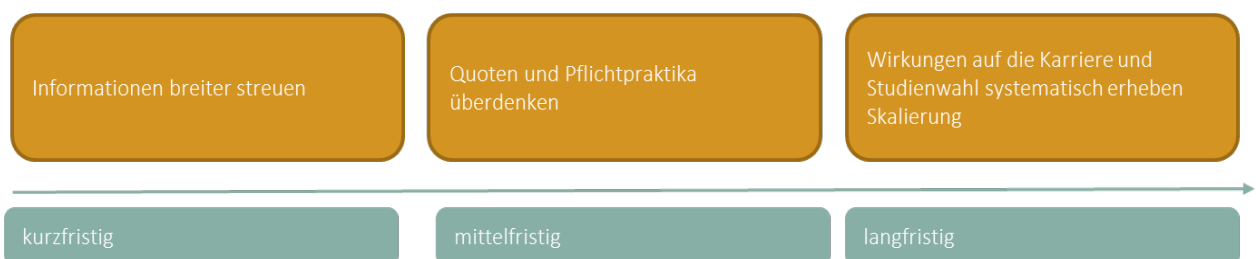 Informationen breiter streuen
Quoten und Pflichtpraktika
überdenken
Wirkungen auf die Karriere und
Studienwahl systematisch erheben
Skalierung
kurzfristig
mittelfristig
langfristig